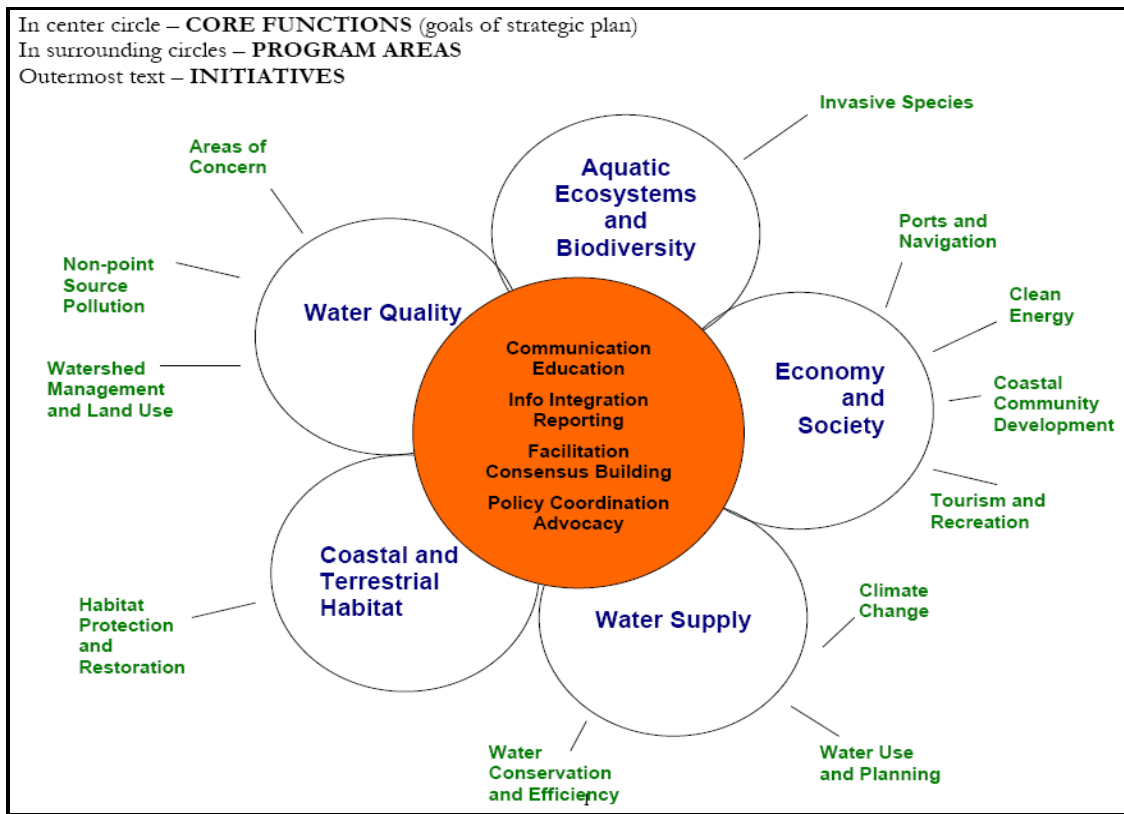 In center circle – CORE FUNCTIONS (goals of strategic plan)
In surrounding circles – PROGRAM AREAS
Outermost text – INITIATIVES
Invasive Species
Areas of
Concern
Aquatic
Ecosystems
and
Biodiversity
Ports and
Navigation
Non-point
Source
Pollution
Water Quality
Clean
Energy
Watershed
Management
and Land Use
Communication
Education
Info Integration
Reporting
Facilitation
Consensus Building
Policy Coordination
Advocacy
Economy
and
Society
Coastal
Community
Development
Tourism and
Recreation
Coastal and
Terrestrial
Habitat
Habitat
Protection
and
Restoration
Water Supply
Climate
Change
Water
Conservation
and Efficiency
Water Use
and Planning
1